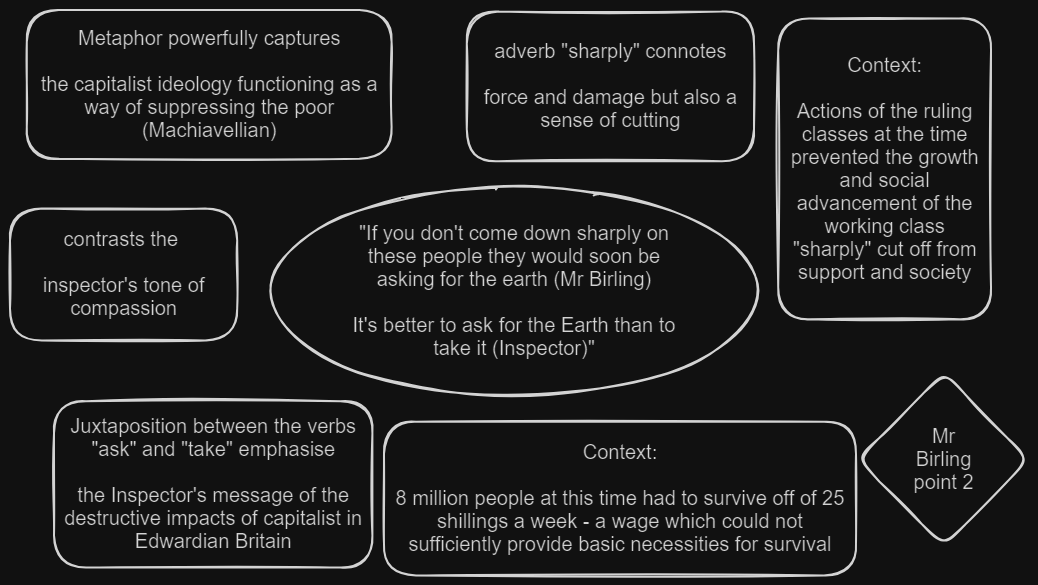 Metaphor powerfully captures
the capitalist ideology functioning as a
way of suppressing the poor
(Machiavellian)
adverb "sharply" connotes
force and damage but also a
sense of cutting
Context:
Actions of the ruling
classes at the time
prevented the growth
and social
advancement of the
working class
"sharply" cut off from
support and society
contrasts the
inspector's tone of
compassion
"If you don't come down sharply on
these people they would soon be
asking for the earth (Mr Birling)
It's better to ask for the Earth than to
take it (Inspector)"
Juxtaposition between the verbs
"ask" and "take" emphasise
the Inspector's message of the
destructive impacts of capitalist in
Edwardian Britain
Context:
8 million people at this time had to survive off of 25
shillings a week - a wage which could not
sufficiently provide basic necessities for survival
Mr
Birling
point 2